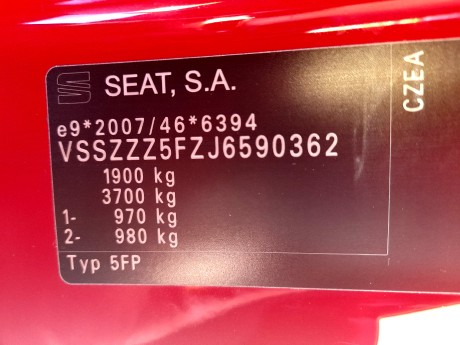 SEAT, S.A.
e9*2007/46*6394
VSSZZZ5FZJ6590362
1900 kg
3700 kg
1- 970 kg
2- 980 kg
Typ 5FP
CZEA